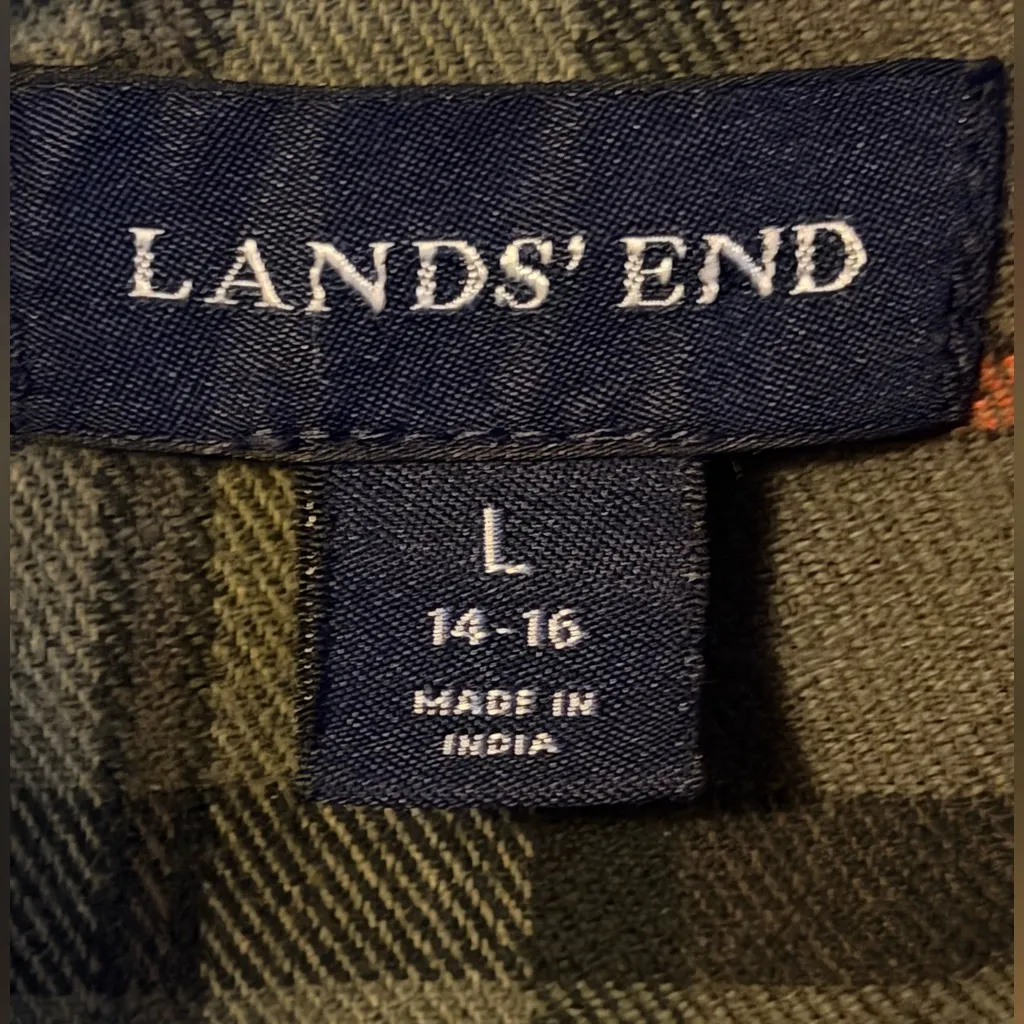 LANDS' END
L
14-16
MADE IN
INDIA